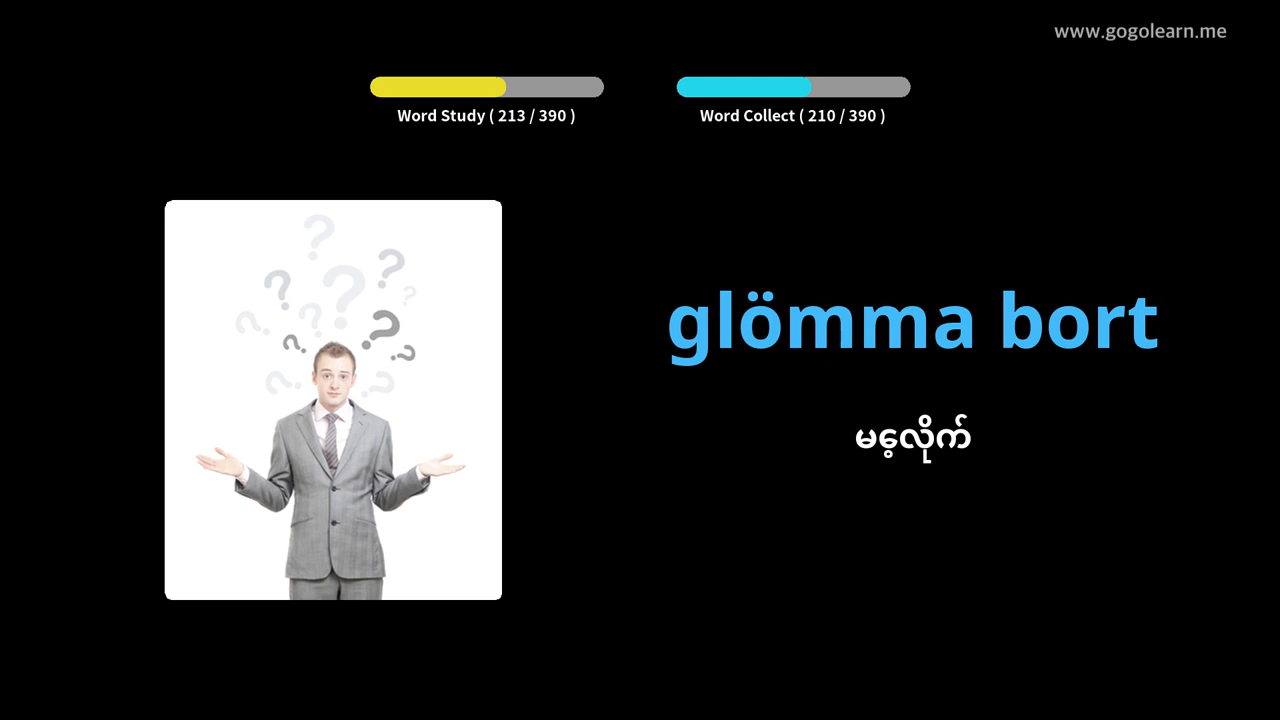 www.gogolearn.me
Word Study ( 213 / 390 )
Word Collect ( 210 / 390 )
glömma bort
မေ့လိုက်